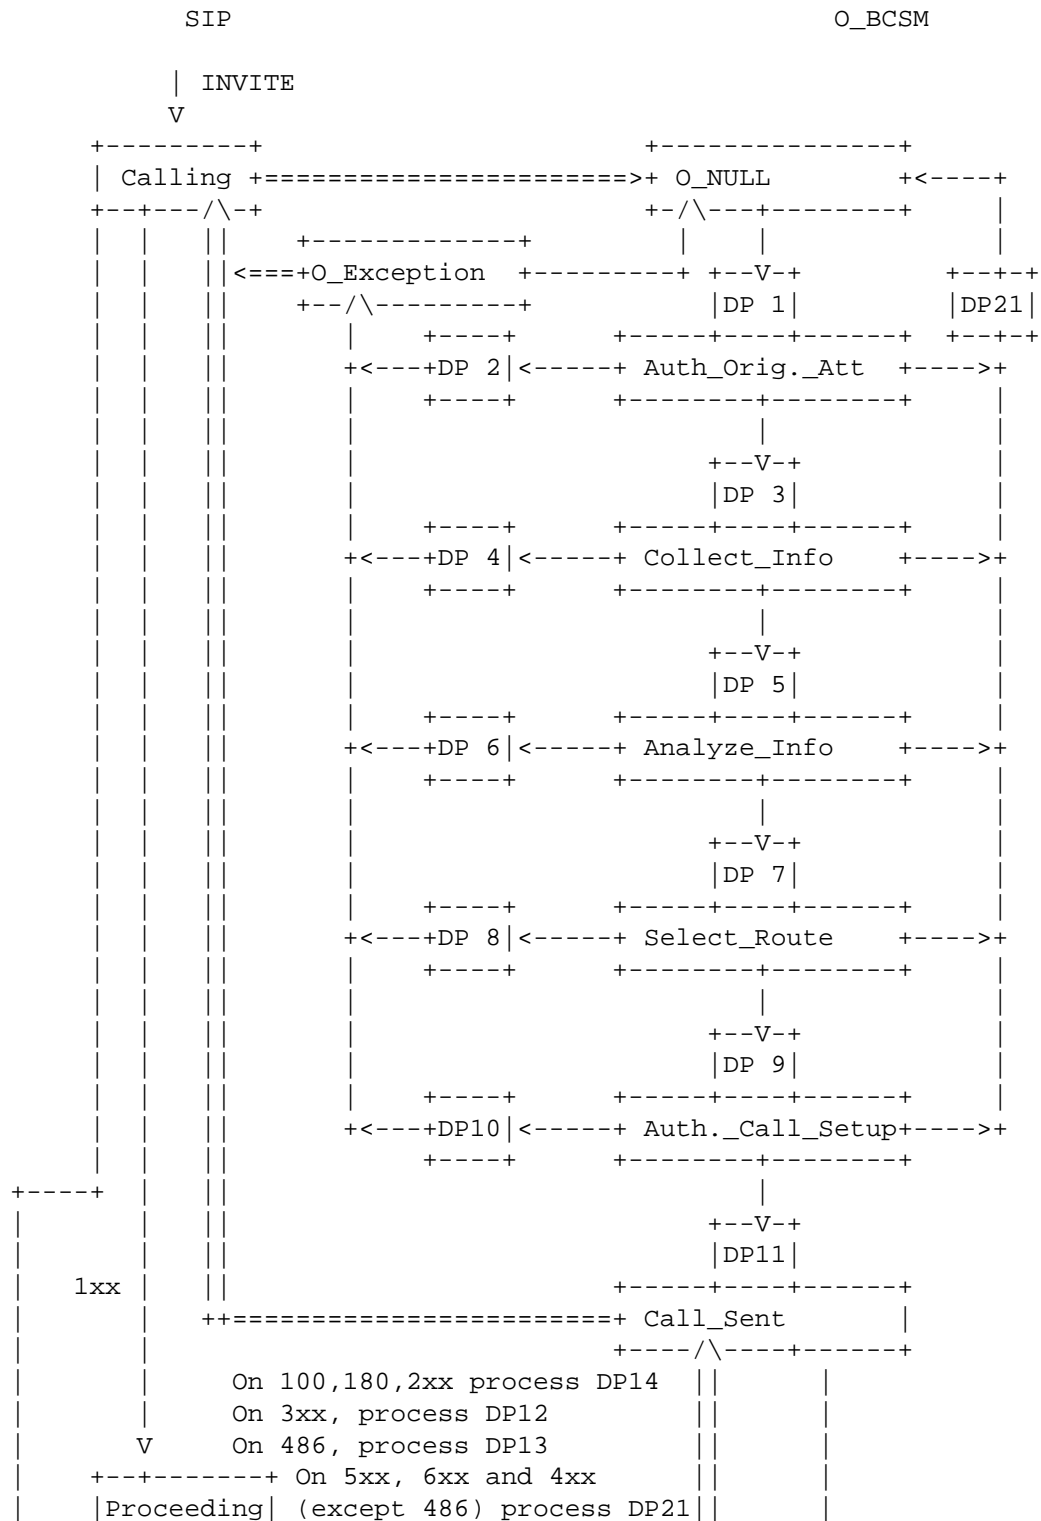 SIP O_BCSM
INVITE
V
Calling O_NULL
O_Exception V
DP 1 DP21
DP 2 Auth_Orig._Att
V
DP 3
DP 4 Collect_Info
V
DP 5
DP 6 Analyze_Info
V
DP 7
DP 8 Select_Route
V
DP 9
DP10 Auth._Call_Setup
V
DP11
1xx
Call_Sent
On 100,180,2xx process DP14
On 3xx, process DP12
V On 486, process DP13
On 5xx, 6xx and 4xx
Proceeding (except 486) process DP21